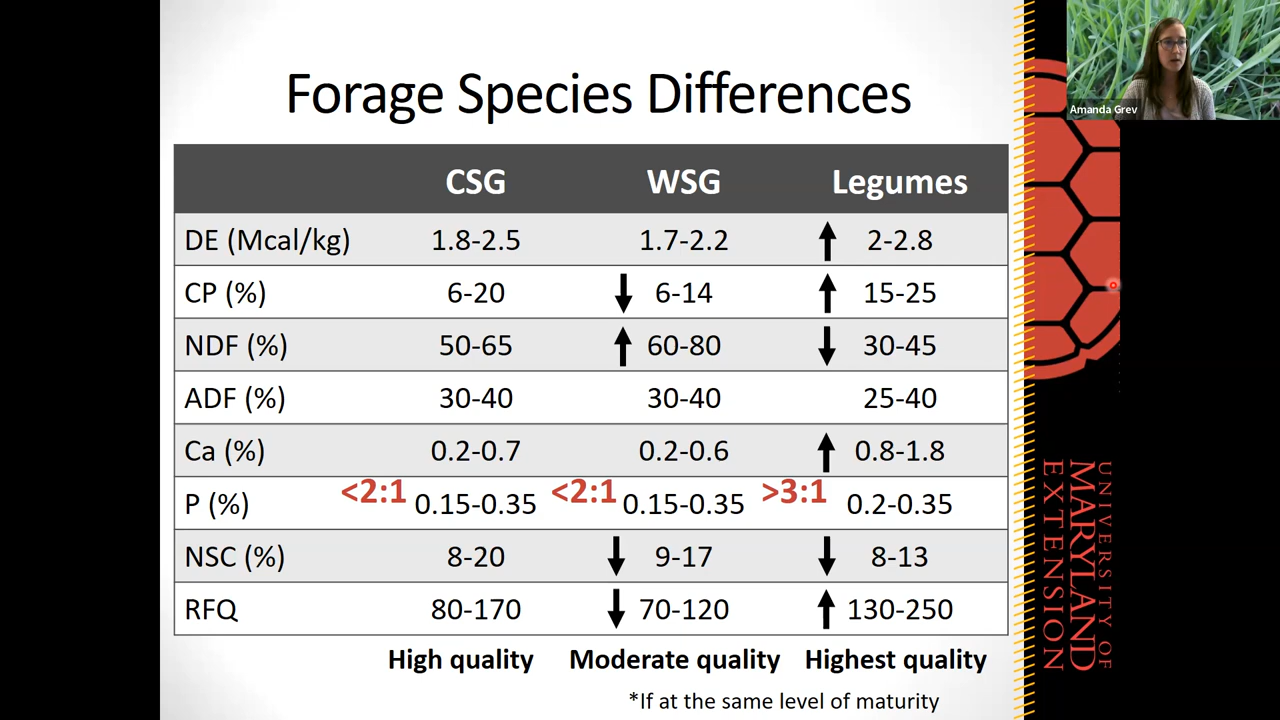 Forage Species Differences
CSG WSG Legumes
DE (Mcal/kg) 1.8-2.5 1.7-2.2 2-2.8
CP (%) 6-20 6-14 15-25
NDF (%) 50-65 60-80 30-45
ADF (%) 30-40 30-40 25-40
Ca (%) 0.2-0.7 0.2-0.6 0.8-1.8
<2:1 <2:1 >3:1
P (%) 0.15-0.35 0.15-0.35 0.2-0.35
NSC (%) 8-20 9-17 8-13
RFQ 80-170 70-120 130-250
High quality Moderate quality Highest quality
*If at the same level of maturity
Amanda Grev
UNIVERSITY OF
MARYLAND
EXTENSION